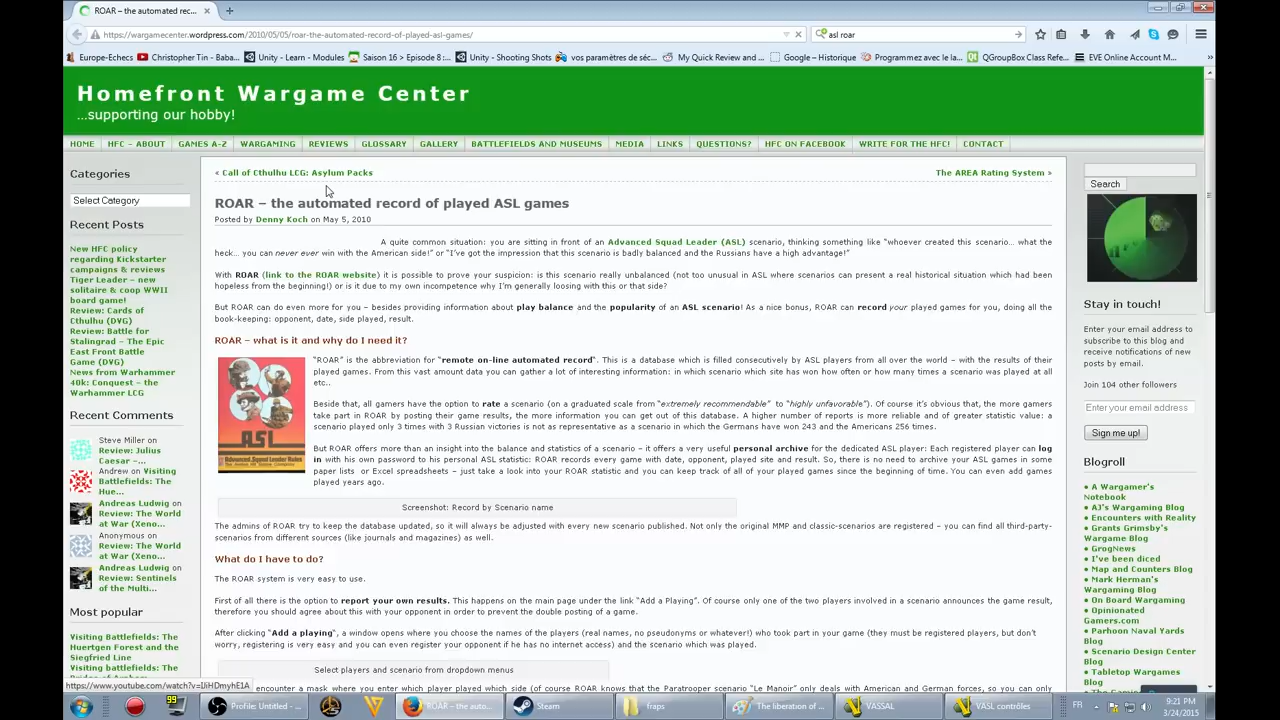 ROAR – the automated rec...
https://wargamecenter.wordpress.com/2010/05/05/roar-the-automated-record-of-played-asl-games/
asl roar
Europe-Echecs
Christopher Tin - Baba...
Unity - Learn - Modules
Saison 16 > Episode 8 :...
Unity - Shooting Shots
vos paramètres de séc...
My Quick Review and ...
Google – Historique
Programmez avec le la...
QGroupBox Class Refe...
EVE Online Account M...
Homefront Wargame Center
...supporting our hobby!
HOME HFC – ABOUT GAMES A-Z WARGAMING REVIEWS GLOSSARY GALLERY BATTLEFIELDS AND MUSEUMS MEDIA LINKS QUESTIONS? HFC ON FACEBOOK WRITE FOR THE HFC! CONTACT
Categories
Select Category
Recent Posts
New HFC policy
regarding Kickstarter
campaigns & reviews
Tiger Leader – new
solitaire & coop WWII
board game!
Review: Cards of
Cthulhu (DVG)
Review: Battle for
Stalingrad – The Epic
East Front Battle
Game (DVG)
News from Warhammer
40k: Conquest – the
Warhammer LCG
Recent Comments
Steve Miller on
Review: Julius
Caesar –...
Andrew on Visiting
Battlefields: The
Hue...
Andreas Ludwig on
Review: The World
at War (Xeno...
Anonymous on
Review: The World
at War (Xeno...
Andreas Ludwig on
Review: Sentinels
of the Multi...
Most popular
Visiting Battlefields: The
Huertgen Forest and the
Siegfried Line
Visiting battlefields: The
https://www.youtube.com/watch?v=IJiHDmyhE1A
« Call of Cthulhu LCG: Asylum Packs
The AREA Rating System »
ROAR – the automated record of played ASL games
Posted by Denny Koch on May 5, 2010
A quite common situation: you are sitting in front of an Advanced Squad Leader (ASL) scenario, thinking something like “whoever created this scenario... what the
heck... you can never ever win with the American side!” or “I’ve got the impression that this scenario is badly balanced and the Russians have a high advantage!”
With ROAR (link to the ROAR website) it is possible to prove your suspicion: is this scenario really unbalanced (not too unusual in ASL where scenarios can present a real historical situation which had been
hopeless from the beginning!) or is it due to my own incompetence why I’m generally loosing with this or that side?
But ROAR can do even more for you – besides providing information about play balance and the popularity of an ASL scenario! As a nice bonus, ROAR can record your played games for you, doing all the
book-keeping: opponent, date, side played, result.
ROAR – what is it and why do I need it?
ASL
Advanced Squad Leader Rules
“ROAR” is the abbreviation for “remote on-line automated record“. This is a database which is filled consecutively by ASL players from all over the world – with the results of their
played games. From this vast amount data you can gather a lot of interesting information: in which scenario which site has won how often or how many times a scenario was played at all
etc..
Beside that, all gamers have the option to rate a scenario (on a graduated scale from “extremely recommendable” to “highly unfavorable”). Of course it’s obvious that, the more gamers
take part in ROAR by posting their game results, the more information you can get out of this database. A higher number of reports is more reliable and of greater statistic value: a
scenario played only 3 times with 3 Russian victories is not as representative as a scenario in which the Germans have won 243 and the Americans 256 times.
But ROAR offers more than an insight into the balance and statistics of a scenario – it offers a very useful personal archive for the dedicated ASL player: Each registered player can log
in with his own password to his personal ASL statistic: ROAR records every game with date, opponent, played site and result. So, there is no need to archive your ASL games in some
paper lists or Excel spreadsheets – just take a look into your ROAR statistic and you can keep track of all of your played games since the beginning of time. You can even add games
played years ago.
Screenshot: Record by Scenario name
The admins of ROAR try to keep the database updated, so it will always be adjusted with every new scenario published. Not only the original MMP and classic-scenarios are registered – you can find all third-party-
scenarios from different sources (like journals and magazines) as well.
What do I have to do?
The ROAR system is very easy to use.
First of all there is the option to report your own results. This happens on the main page under the link “Add a Playing”. Of course only one of the two players involved in a scenario announces the game result,
therefore you should agree about this with your opponent in order to prevent the double posting of a game.
After clicking “Add a playing“, a window opens where you choose the names of the players (real names, no pseudonyms or whatever!) who took part in your game (they must be registered players, but don’t
worry, registering is very easy and you can even register your opponent if he has no internet access) and the scenario which was played.
Select players and scenario from dropdown menus
encounter a mask where you enter which player played which side (of course ROAR knows that the Paratrooper scenario “Le Manoir” only deals with American and German forces, so you can only
Search
Stay in touch!
Enter your email address to
subscribe to this blog and
receive notifications of new
posts by email.
Join 104 other followers
Enter your email address
Sign me up!
Blogroll
A Wargamer's
Notebook
AJ's Wargaming Blog
Encounters with Reality
Grants Grimsby's
Wargame Blog
GrogNews
I've been diced
Map and Counters Blog
Mark Herman's
Wargaming Blog
On Board Wargaming
Opinionated
Gamers.com
Parhoon Naval Yards
Blog
Scenario Design Center
Blog
Tabletop Wargames
Blog
99
Profile: Untitled - ...
ROAR – the auto...
Steam
fraps
The liberation of ...
VASSAL
VASL contrôles
FR
9:21 PM
3/24/2015